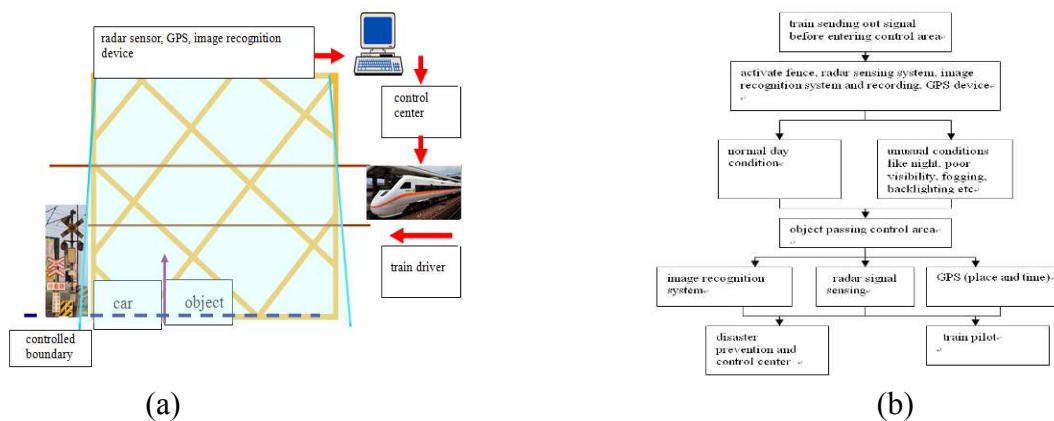 radar sensor, GPS, image recognition
device
control
center
train driver
car
object
controlled
boundary
(a)
train sending out signal
before entering control area
activate fence, radar sensing system, image
recognition system and recording, GPS device
normal day
condition
unusual conditions
like night, poor
visibility, fogging,
backlighting etc
object passing control area
image recognition
system
radar signal
sensing
GPS (place and time)
disaster
prevention and
control center
train pilot
(b)